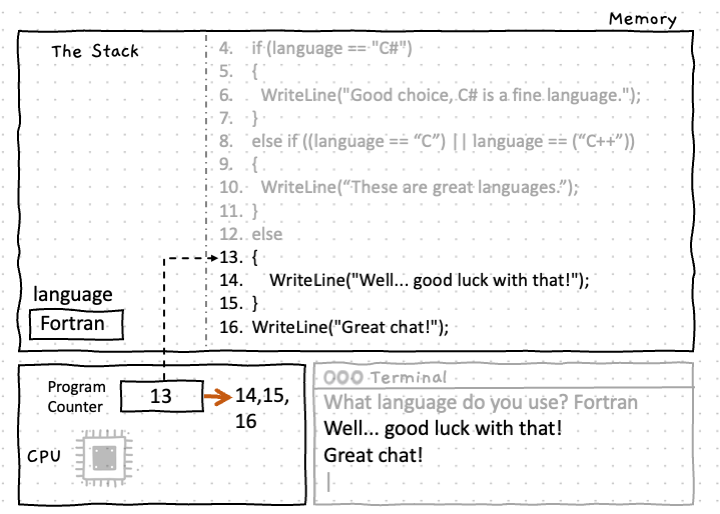 Memory
The Stack
4. if (language == "C#")
5. {
6. WriteLine("Good choice, C# is a fine language.");
7. }
8. else if ((language == “C”) || language == (“C++”))
9. {
10. WriteLine(“These are great languages.”);
11. }
12. else
13. {
14. WriteLine("Well... good luck with that!");
15. }
16. WriteLine("Great chat!");
language
Fortran
Program
Counter
13
14,15,
16
CPU
Terminal
What language do you use? Fortran
Well... good luck with that!
Great chat!